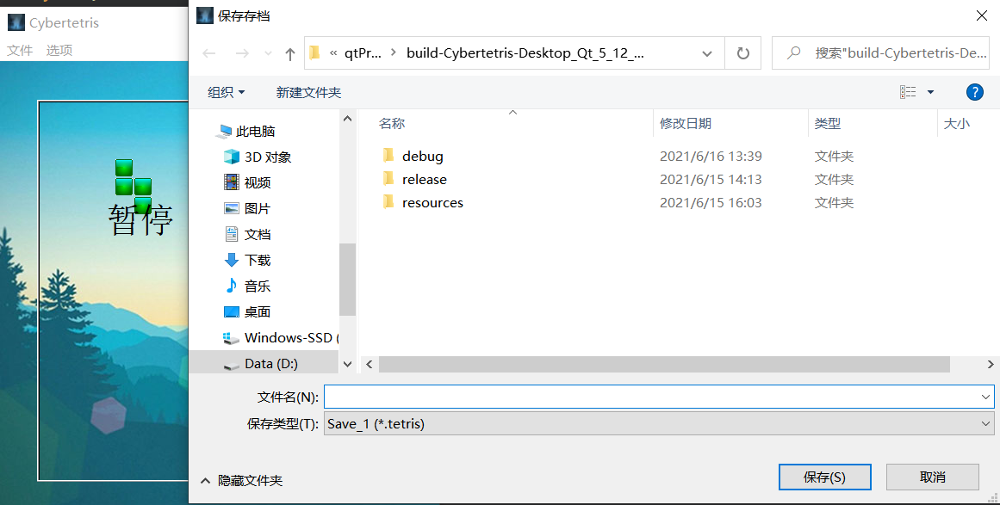 Cybertetris
文件 选项
暂停
保存存档
« qtPr... > build-Cybertetris-Desktop_Qt_5_12_...
搜索"build-Cybertetris-De...
组织 新建文件夹
?
名称 修改日期 类型 大小
debug 2021/6/16 13:39 文件夹
release 2021/6/15 14:13 文件夹
resources 2021/6/15 16:03 文件夹
此电脑
3D 对象
视频
图片
文档
下载
音乐
桌面
Windows-SSD (
Data (D:)
文件名(N):
保存类型(T): Save_1 (*.tetris)
隐藏文件夹
保存(S) 取消